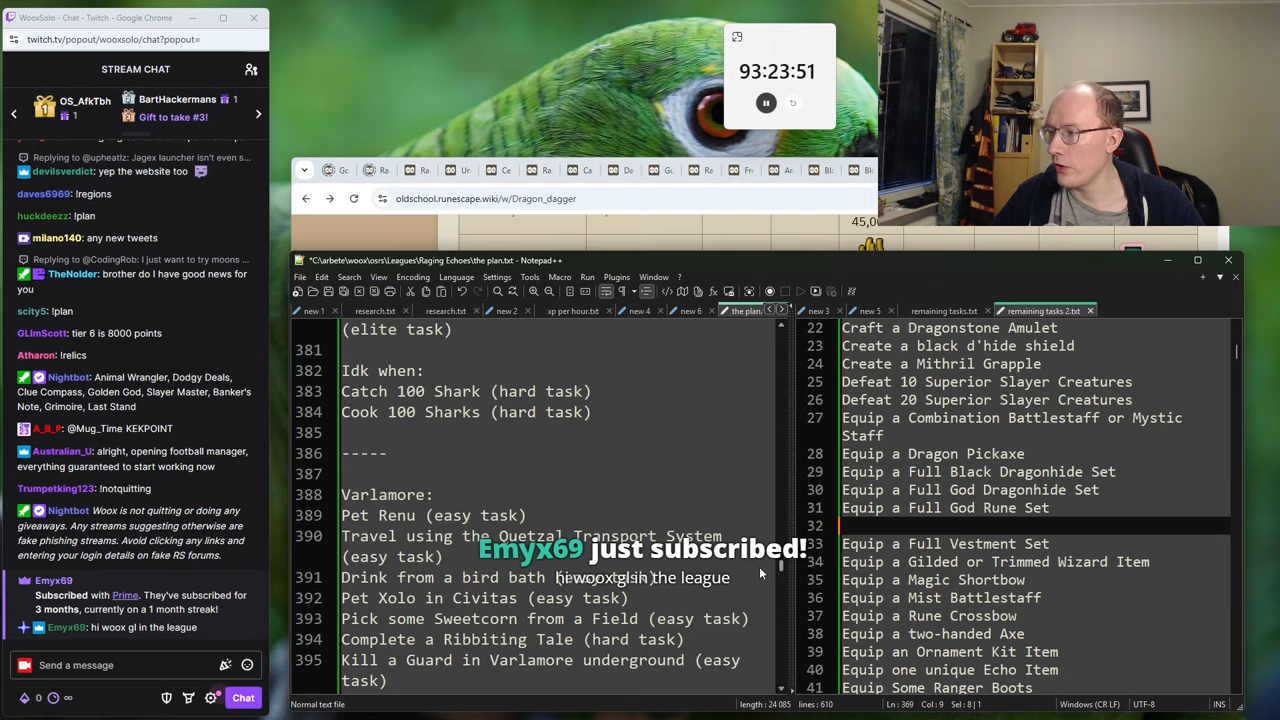 WooxSolo - Chat - Twitch - Google Chrome
twitch.tv/popout/wooxsolo/chat?popout=
STREAM CHAT
OS_AfkTbh
1
BartHackermans 1
Gift to take #3!
Replying to @upheatlz: Jagex launcher isn't even s...
devilsverdict: yep the website too
daves6969: !regions
huckdeezz: !plan
milano140: any new tweets
Replying to @CodingRob: I just want to try moons ...
TheNolder: brother do I have good news for
you
scity5: !plan
GLImScott: tier 6 is 8000 points
Atharon: !relics
Nightbot: Animal Wrangler, Dodgy Deals,
Clue Compass, Golden God, Slayer Master, Banker's
Note, Grimoire, Last Stand
A_B_P: @Mug_Time KEKPOINT
Australian_U: alright, opening football manager,
everything guaranteed to start working now
Trumpetking123: !notquitting
Nightbot: Woox is not quitting or doing any
giveaways. Any streams suggesting otherwise are
fake phishing streams. Avoid clicking any links and
entering your login details on fake RS forums.
Emyx69
Subscribed with Prime. They've subscribed for
3 months, currently on a 1 month streak!
Emyx69: hi woox gl in the league
Send a message
0
Chat
93:23:51
oldschool.runescape.wiki/w/Dragon_dagger
*C:\arbete\woox\osrs\Leagues\Raging Echoes\the plan.txt - Notepad++
File Edit Search View Encoding Language Settings Tools Macro Run Plugins Window ?
new 1 research.txt research.txt new 2 xp per hour.txt new 4 new 6 the plan.
(elite task)
381
382 Idk when:
383 Catch 100 Shark (hard task)
384 Cook 100 Sharks (hard task)
385
386 -----
387
388 Varlamore:
389 Pet Renu (easy task)
390 Travel using the Quetzal Transport System
(easy task)
391 Drink from a bird bath
392 Pet Xolo in Civitas (easy task)
393 Pick some Sweetcorn from a Field (easy task)
394 Complete a Ribbiting Tale (hard task)
395 Kill a Guard in Varlamore underground (easy
task)
Emyx69 just subscribed!
hi woox gl in the league
new 3 new 5 remaining tasks.txt remaining tasks 2.txt
22 Craft a Dragonstone Amulet
23 Create a black d'hide shield
24 Create a Mithril Grapple
25 Defeat 10 Superior Slayer Creatures
26 Defeat 20 Superior Slayer Creatures
27 Equip a Combination Battlestaff or Mystic
Staff
28 Equip a Dragon Pickaxe
29 Equip a Full Black Dragonhide Set
30 Equip a Full God Dragonhide Set
31 Equip a Full God Rune Set
32
33 Equip a Full Vestment Set
34 Equip a Gilded or Trimmed Wizard Item
35 Equip a Magic Shortbow
36 Equip a Mist Battlestaff
37 Equip a Rune Crossbow
38 Equip a two-handed Axe
39 Equip an Ornament Kit Item
40 Equip one unique Echo Item
41 Equip Some Ranger Boots
Normal text file
length : 24 085 lines : 610
Ln : 369 Col : 9 Sel : 8 | 1
Windows (CR LF)
UTF-8
INS